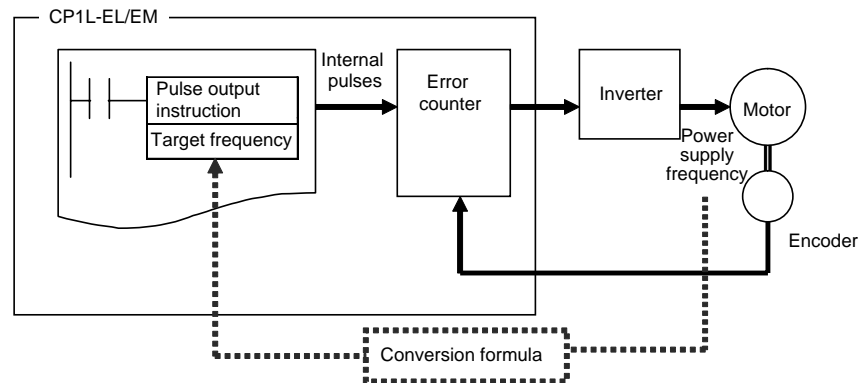 CP1L-EL/EM
Pulse output
instruction
Target frequency
Internal
pulses
Error
counter
Inverter
Motor
Power
supply
frequency
Encoder
Conversion formula